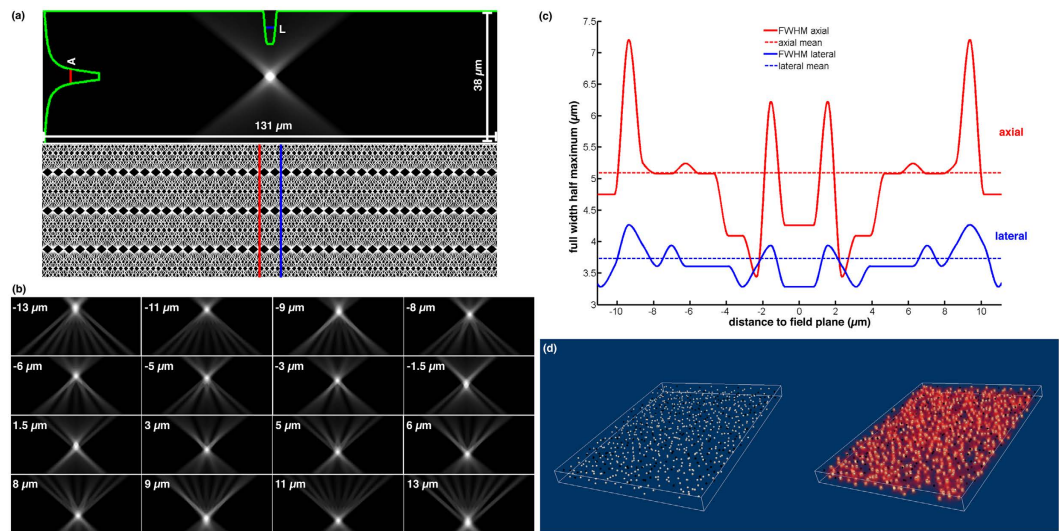 (a)
L
A
38 µm
131 µm
(b)
-13 µm
-11 µm
-9 µm
-8 µm
-6 µm
-5 µm
-3 µm
-1.5 µm
1.5 µm
3 µm
5 µm
6 µm
8 µm
9 µm
11 µm
13 µm
(c)
7.5
7
6.5
6
5.5
5
4.5
4
3.5
3
full width half maximum (µm)
FWHM axial
axial mean
FWHM lateral
lateral mean
axial
lateral
-10 -8 -6 -4 -2 0 2 4 6 8 10
distance to field plane (µm)
(d)